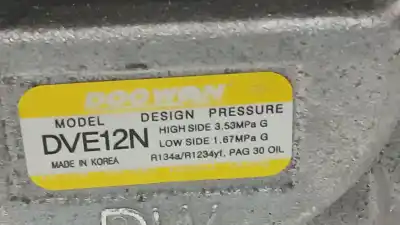 DOOWAN
MODEL DESIGN PRESSURE
DVE12N HIGH SIDE 3.53MPa G
LOW SIDE 1.67MPa G
MADE IN KOREA R134a/R1234yf, PAG 30 OIL